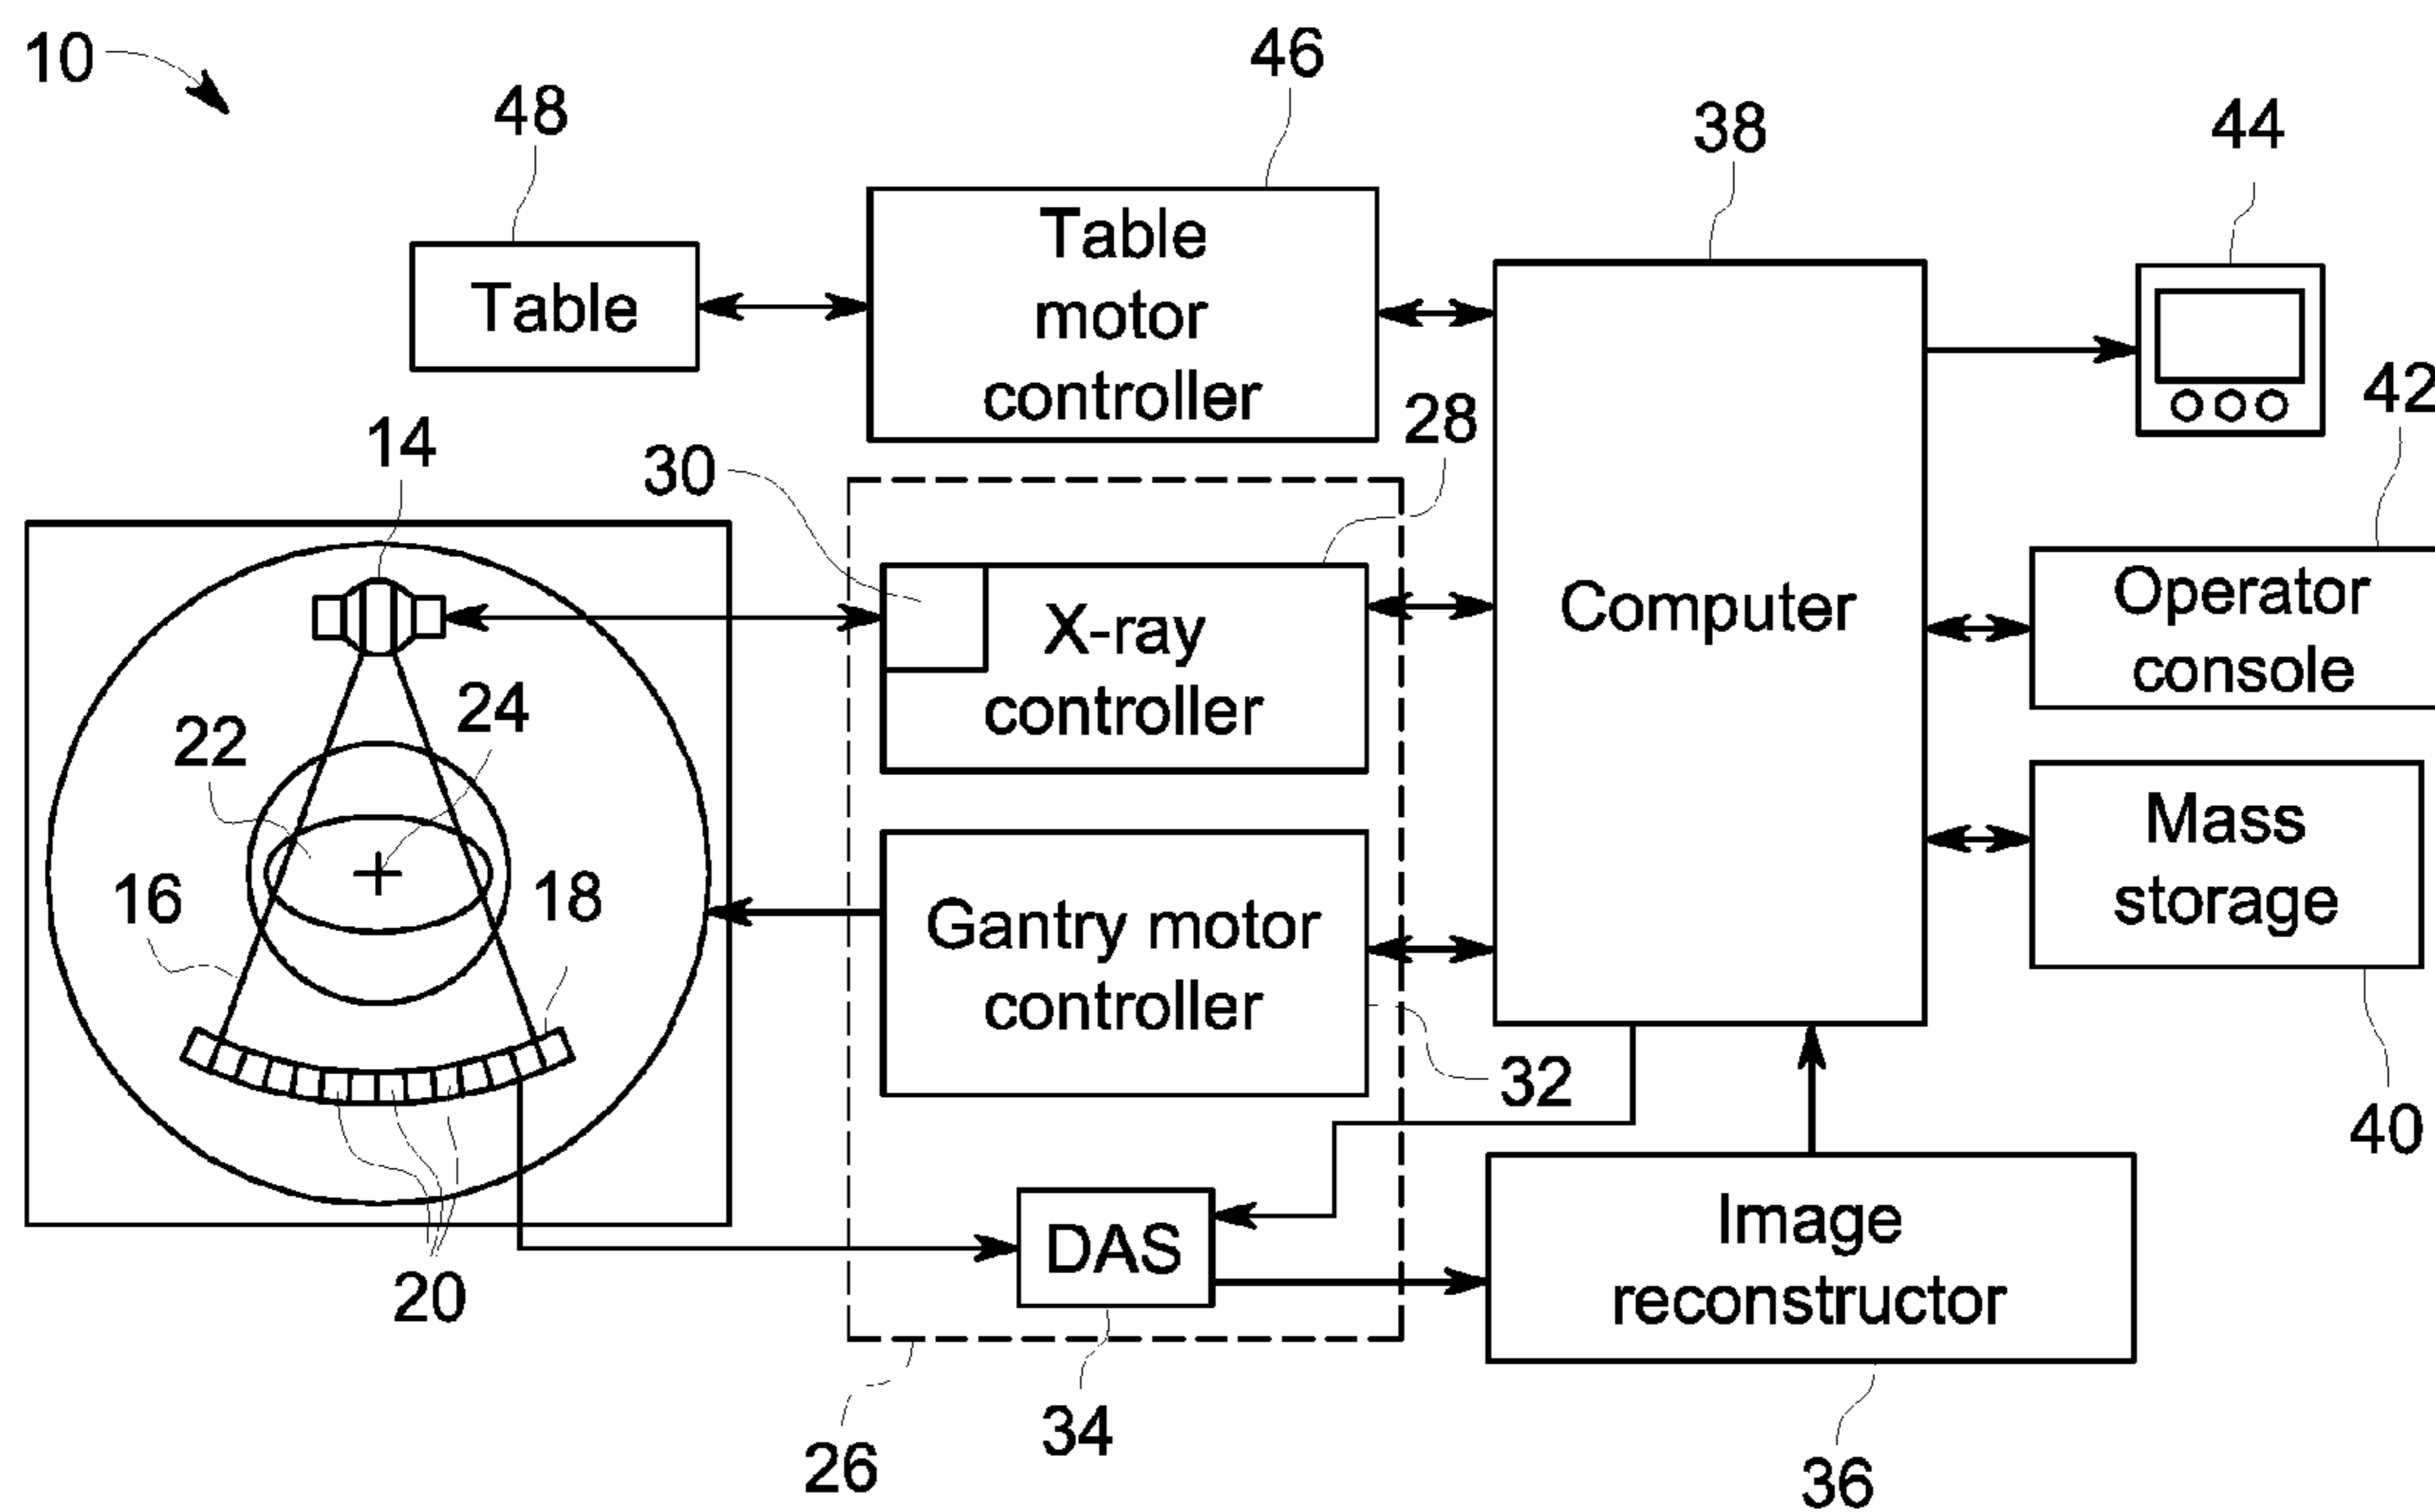 10
48
46
38
44
Table
Table
motor
controller
42
14
30
28
X-ray
controller
Computer
Operator
console
22
24
16
18
Gantry motor
controller
Mass
storage
32
40
20
DAS
Image
reconstructor
34
26
36